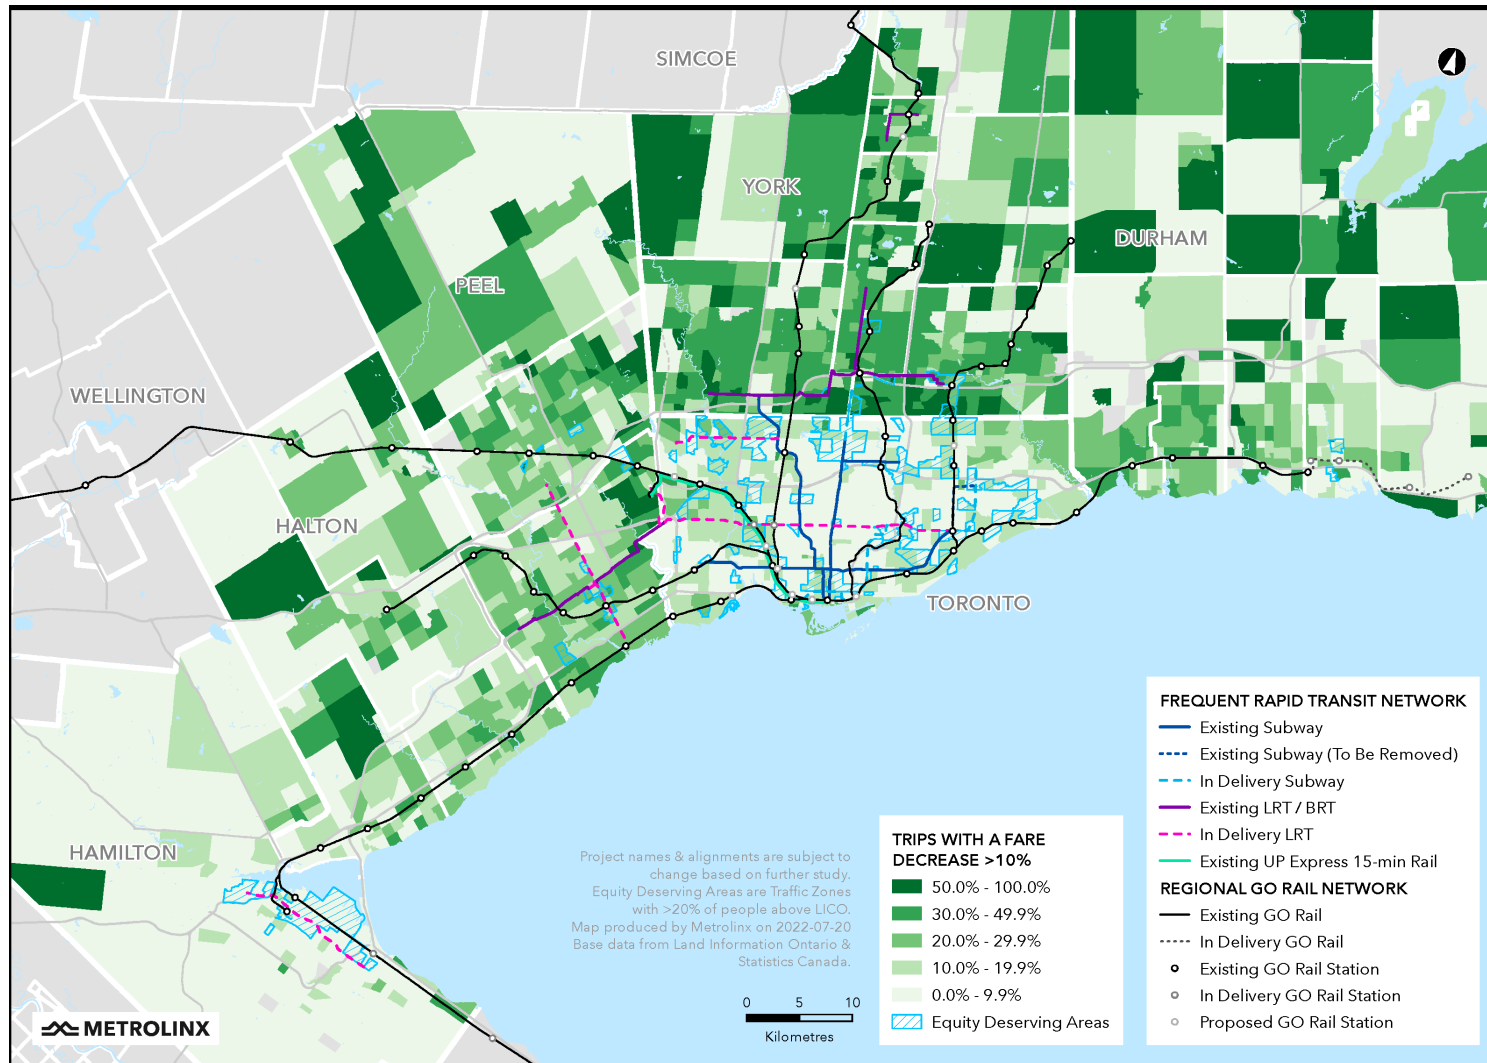 SIMCOE
YORK
DURHAM
PEEL
WELLINGTON
HALTON
TORONTO
HAMILTON
Project names & alignments are subject to
change based on further study.
Equity Deserving Areas are Traffic Zones
with >20% of people above LICO.
Map produced by Metrolinx on 2022-07-20
Base data from Land Information Ontario &
Statistics Canada.
0 5 10
Kilometres
TRIPS WITH A FARE
DECREASE >10%
50.0% - 100.0%
30.0% - 49.9%
20.0% - 29.9%
10.0% - 19.9%
0.0% - 9.9%
Equity Deserving Areas
FREQUENT RAPID TRANSIT NETWORK
Existing Subway
Existing Subway (To Be Removed)
In Delivery Subway
Existing LRT / BRT
In Delivery LRT
Existing UP Express 15-min Rail
REGIONAL GO RAIL NETWORK
Existing GO Rail
In Delivery GO Rail
Existing GO Rail Station
In Delivery GO Rail Station
Proposed GO Rail Station
METROLINX